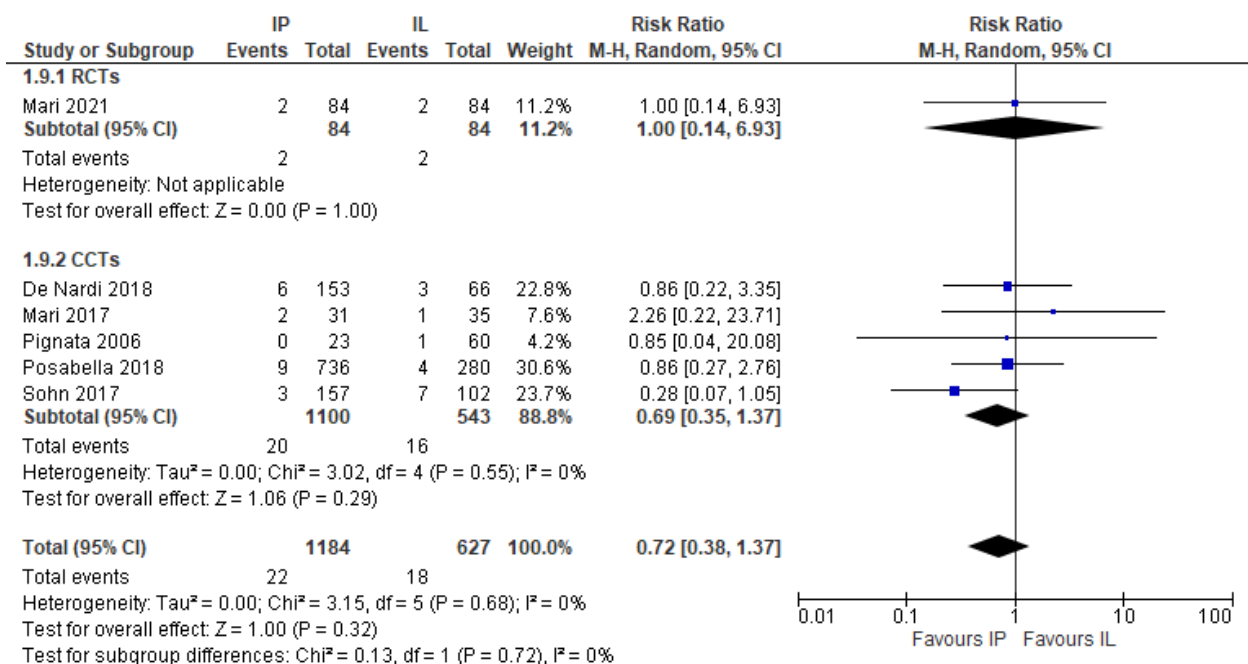 IP IL Risk Ratio Risk Ratio
Study or Subgroup Events Total Events Total Weight M-H, Random, 95% CI M-H, Random, 95% CI
1.9.1 RCTs
Mari 2021 2 84 2 84 11.2% 1.00 [0.14, 6.93]
Subtotal (95% CI) 84 84 11.2% 1.00 [0.14, 6.93]
Total events 2 2
Heterogeneity: Not applicable
Test for overall effect: Z = 0.00 (P = 1.00)
1.9.2 CCTs
De Nardi 2018 6 153 3 66 22.8% 0.86 [0.22, 3.35]
Mari 2017 2 31 1 35 7.6% 2.26 [0.22, 23.71]
Pignata 2006 0 23 1 60 4.2% 0.85 [0.04, 20.08]
Posabella 2018 9 736 4 280 30.6% 0.86 [0.27, 2.76]
Sohn 2017 3 157 7 102 23.7% 0.28 [0.07, 1.05]
Subtotal (95% CI) 1100 543 88.8% 0.69 [0.35, 1.37]
Total events 20 16
Heterogeneity: Tau² = 0.00; Chi² = 3.02, df = 4 (P = 0.55); I² = 0%
Test for overall effect: Z = 1.06 (P = 0.29)
Total (95% CI) 1184 627 100.0% 0.72 [0.38, 1.37]
Total events 22 18
Heterogeneity: Tau² = 0.00; Chi² = 3.15, df = 5 (P = 0.68); I² = 0%
Test for overall effect: Z = 1.00 (P = 0.32)
Test for subgroup differences: Chi² = 0.13, df = 1 (P = 0.72), I² = 0%
0.01 0.1 1 10 100
Favours IP Favours IL